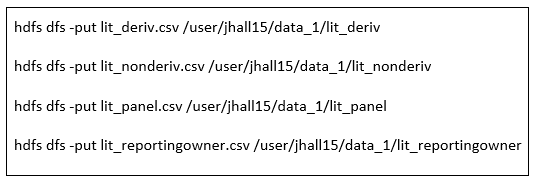 hdfs dfs -put lit_deriv.csv /user/jhall15/data_1/lit_deriv
hdfs dfs -put lit_nonderiv.csv /user/jhall15/data_1/lit_nonderiv
hdfs dfs -put lit_panel.csv /user/jhall15/data_1/lit_panel
hdfs dfs -put lit_reportingowner.csv /user/jhall15/data_1/lit_reportingowner